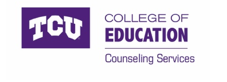 TCU
COLLEGE OF
EDUCATION
Counseling Services